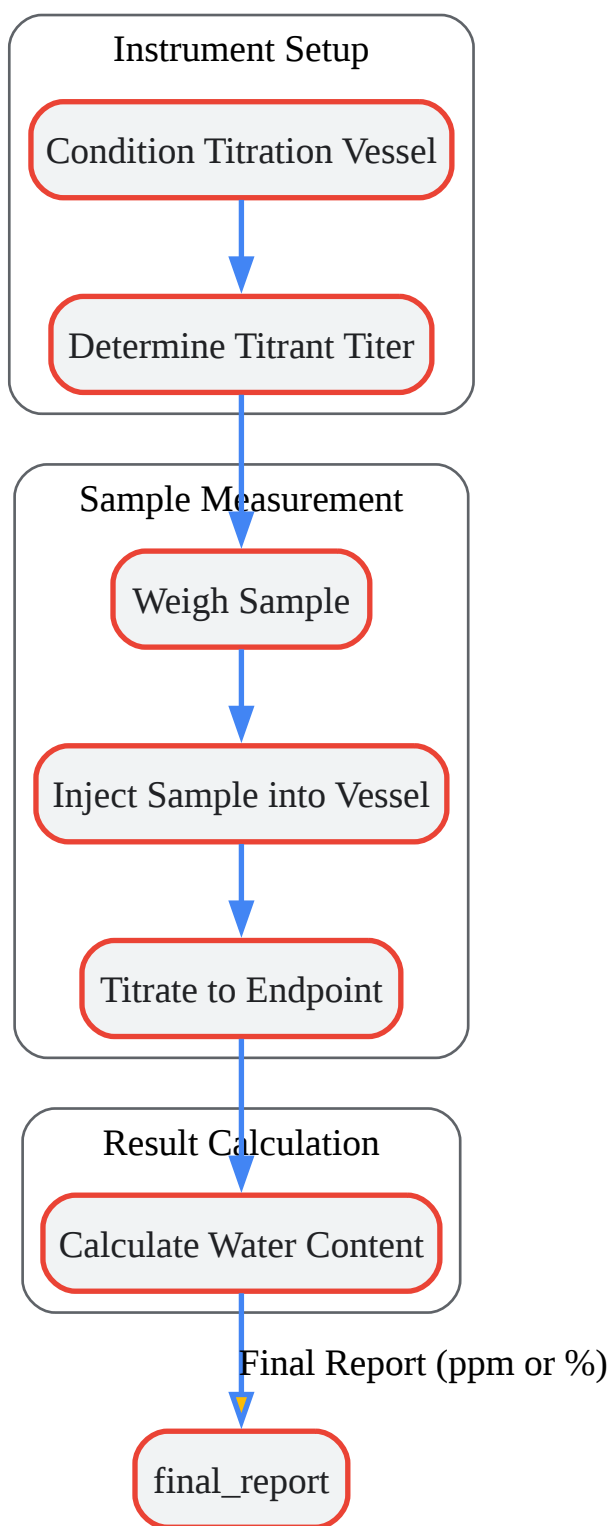 Instrument Setup
Condition Titration Vessel
Determine Titrant Titer
Sample Measurement
Weigh Sample
Inject Sample into Vessel
Titrate to Endpoint
Result Calculation
Calculate Water Content
Final Report (ppm or %)
final_report